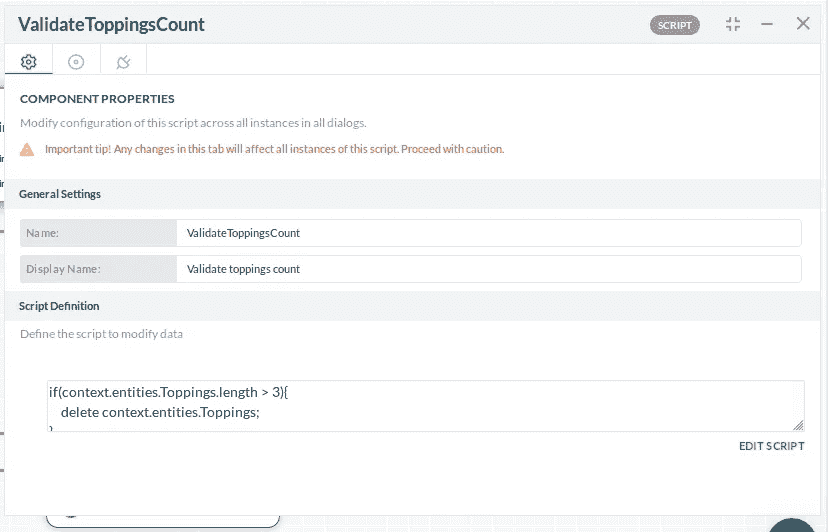 ValidateToppingsCount
SCRIPT
COMPONENT PROPERTIES
Modify configuration of this script across all instances in all dialogs.
Important tip! Any changes in this tab will affect all instances of this script. Proceed with caution.
General Settings
Name: ValidateToppingsCount
Display Name: Validate toppings count
Script Definition
Define the script to modify data
if(context.entities.Toppings.length > 3){
delete context.entities.Toppings;
EDIT SCRIPT